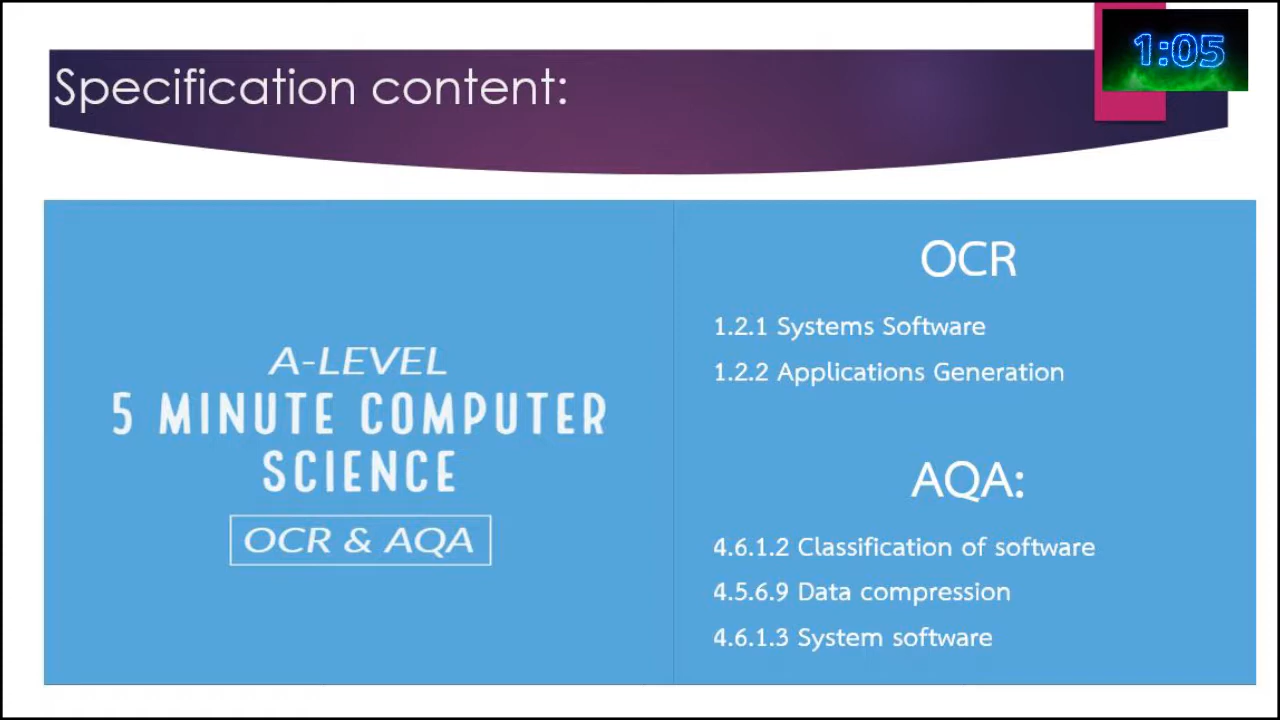 Specification content:
1:05
A-LEVEL
5 MINUTE COMPUTER
SCIENCE
OCR & AQA
OCR
1.2.1 Systems Software
1.2.2 Applications Generation
AQA:
4.6.1.2 Classification of software
4.5.6.9 Data compression
4.6.1.3 System software